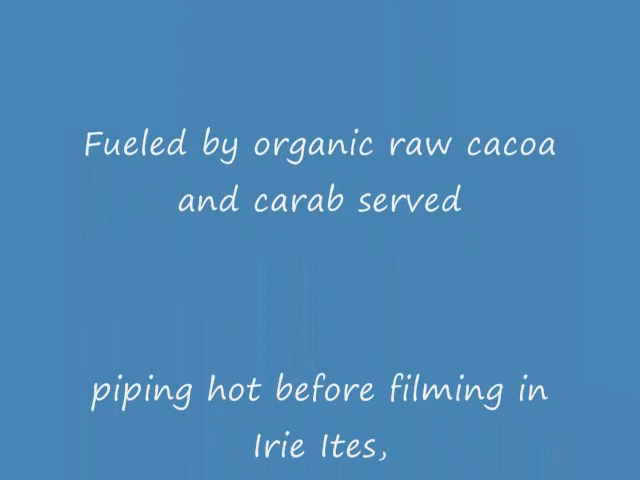 Fueled by organic raw cacoa
and carab served
piping hot before filming in
Irie Ites,